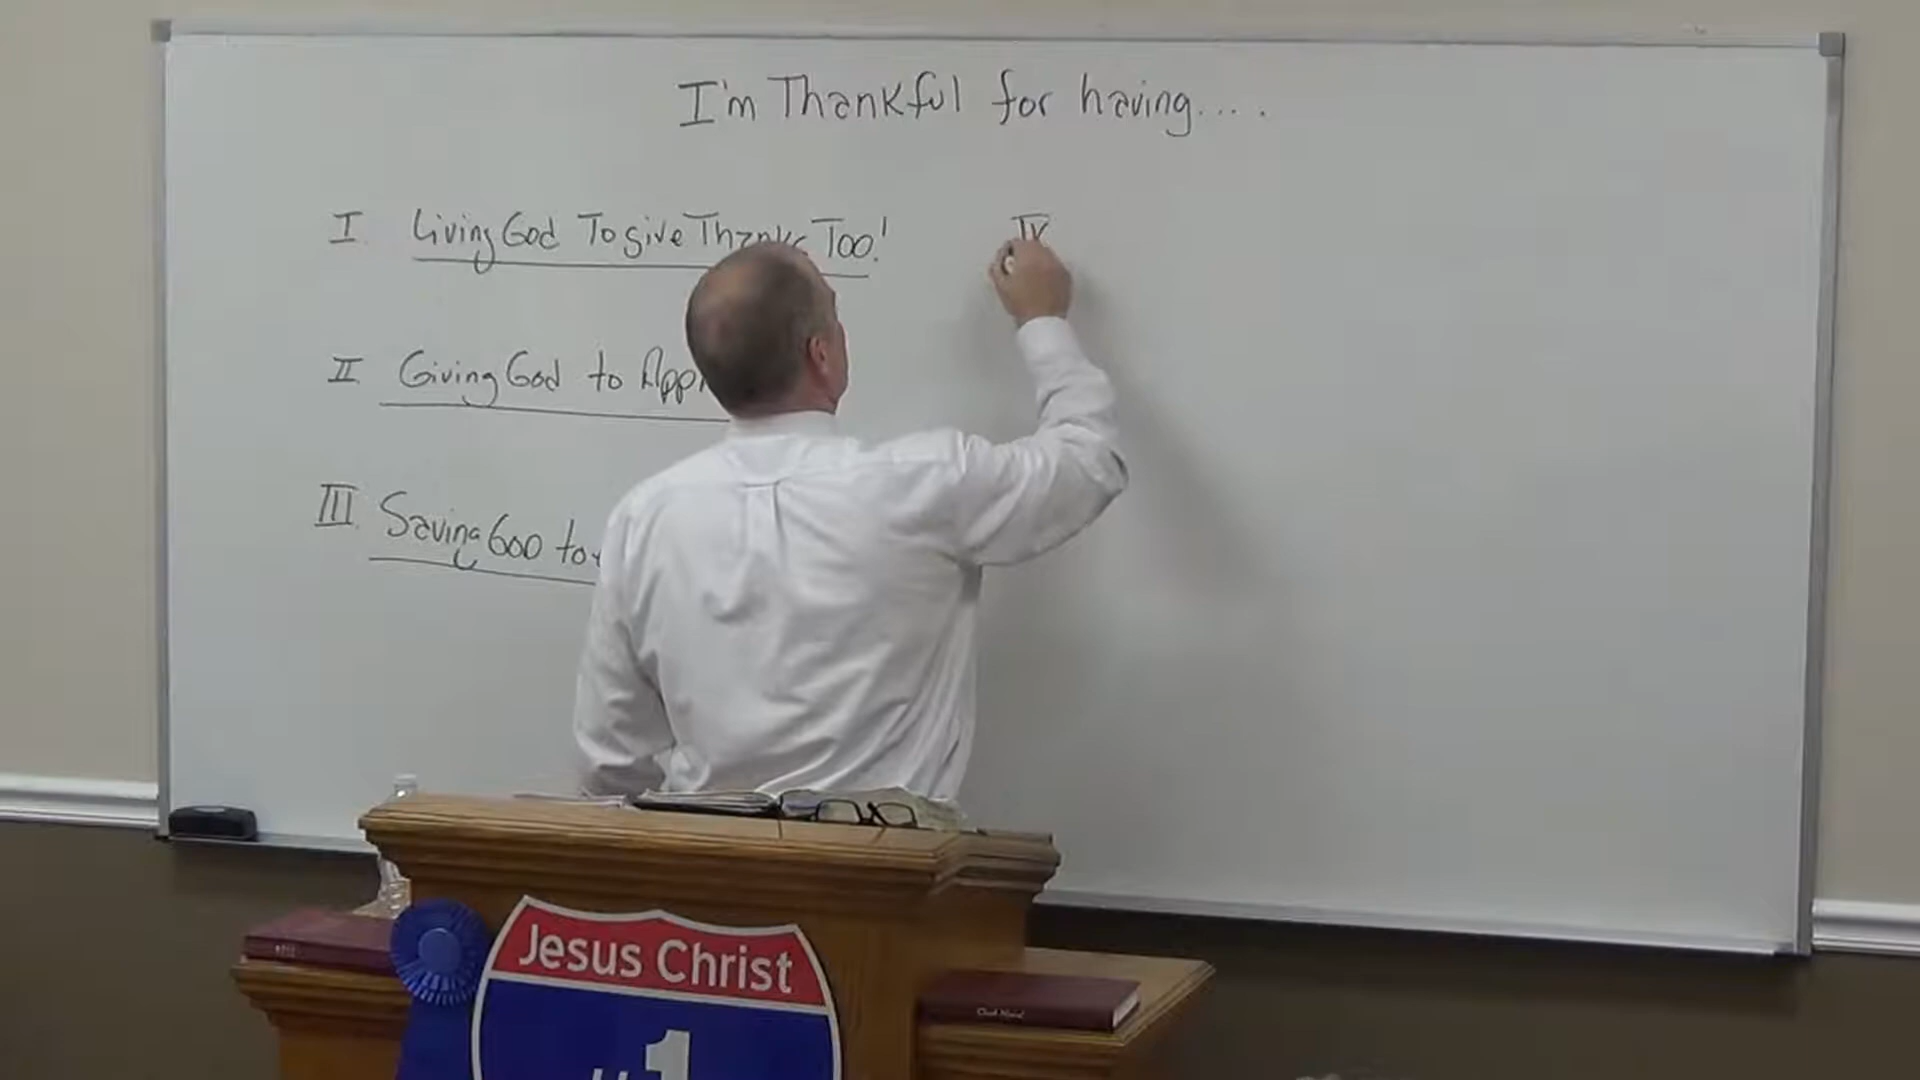 I'm Thankful for having.....
I Living God To give Thanks Too!
II Giving God to
III Saving GOD to
IV
Jesus Christ
#1